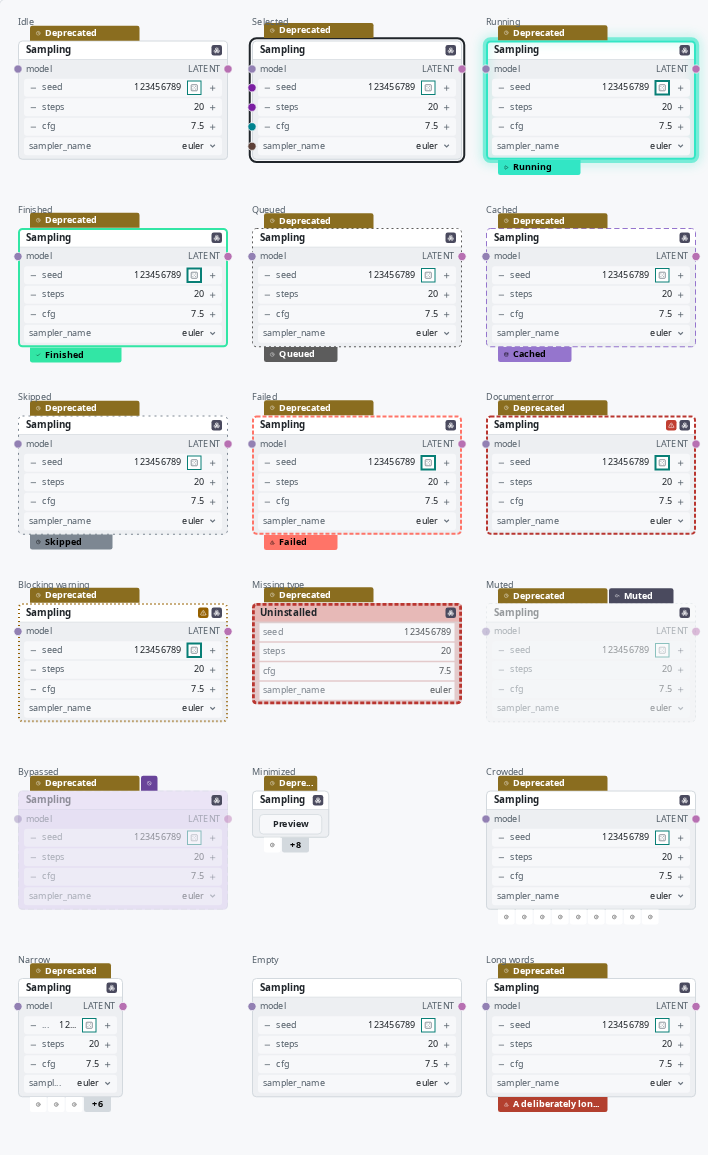 Idle
Selected
Running
Deprecated
Deprecated
Deprecated
Sampling
Sampling
Sampling
model LATENT
model LATENT
model LATENT
– seed 123456789 +
– seed 123456789 +
– seed 123456789 +
– steps 20 +
– steps 20 +
– steps 20 +
– cfg 7.5 +
– cfg 7.5 +
– cfg 7.5 +
sampler_name euler
sampler_name euler
sampler_name euler
Running
Finished
Queued
Cached
Deprecated
Deprecated
Deprecated
Sampling
Sampling
Sampling
model LATENT
model LATENT
model LATENT
– seed 123456789 +
– seed 123456789 +
– seed 123456789 +
– steps 20 +
– steps 20 +
– steps 20 +
– cfg 7.5 +
– cfg 7.5 +
– cfg 7.5 +
sampler_name euler
sampler_name euler
sampler_name euler
Finished
Queued
Cached
Skipped
Failed
Document error
Deprecated
Deprecated
Deprecated
Sampling
Sampling
Sampling
model LATENT
model LATENT
model LATENT
– seed 123456789 +
– seed 123456789 +
– seed 123456789 +
– steps 20 +
– steps 20 +
– steps 20 +
– cfg 7.5 +
– cfg 7.5 +
– cfg 7.5 +
sampler_name euler
sampler_name euler
sampler_name euler
Skipped
Failed
Blocking warning
Missing type
Muted
Deprecated
Deprecated
Deprecated Muted
Sampling
Uninstalled
Sampling
model LATENT
seed 123456789
model LATENT
– seed 123456789 +
steps 20
– seed 123456789 +
– steps 20 +
cfg 7.5
– steps 20 +
– cfg 7.5 +
sampler_name euler
– cfg 7.5 +
sampler_name euler
sampler_name euler
Bypassed
Minimized
Crowded
Deprecated
Depre...
Deprecated
Sampling
Sampling
Sampling
model LATENT
Preview
model LATENT
– seed 123456789 +
+8
– seed 123456789 +
– steps 20 +
– steps 20 +
– cfg 7.5 +
– cfg 7.5 +
sampler_name euler
sampler_name euler
Narrow
Empty
Long words
Deprecated
Deprecated
Sampling
Sampling
Sampling
model LATENT
model LATENT
model LATENT
– ... 12... +
– seed 123456789 +
– seed 123456789 +
– steps 20 +
– steps 20 +
– steps 20 +
– cfg 7.5 +
– cfg 7.5 +
– cfg 7.5 +
sampl... euler
sampler_name euler
sampler_name euler
+6
A deliberately lon...